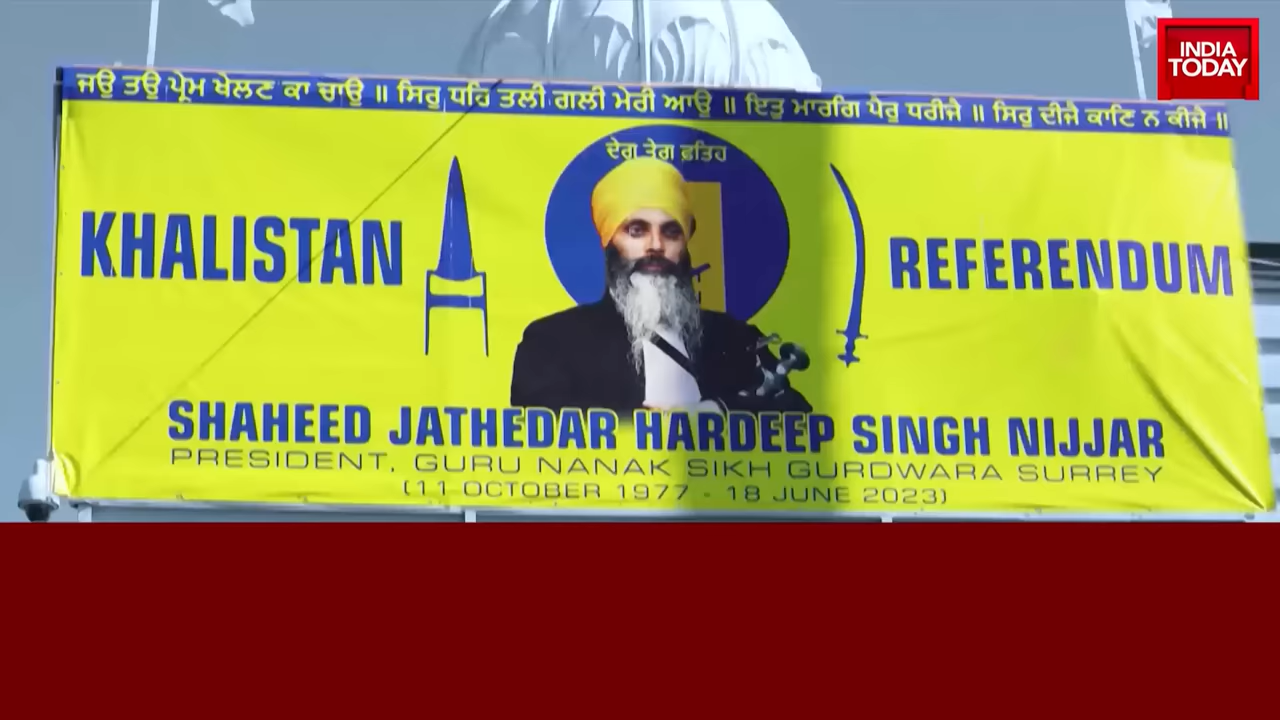 INDIA
TODAY
ਜਉ ਤਉ ਪ੍ਰੇਮ ਖੇਲਣ ਕਾ ਚਾਉ ॥ ਸਿਰੁ ਧਰਿ ਤਲੀ ਗਲੀ ਮੇਰੀ ਆਉ ॥ ਇਤੁ ਮਾਰਗਿ ਪੈਰੁ ਧਰੀਜੈ ॥ ਸਿਰੁ ਦੀਜੈ ਕਾਣਿ ਨ ਕੀਜੈ ॥
ਦੇਗ ਤੇਗ ਫ਼ਤਿਹ
KHALISTAN REFERENDUM
SHAHEED JATHEDAR HARDEEP SINGH NIJJAR
PRESIDENT, GURU NANAK SIKH GURDWARA SURREY
(11 OCTOBER 1977 - 18 JUNE 2023)